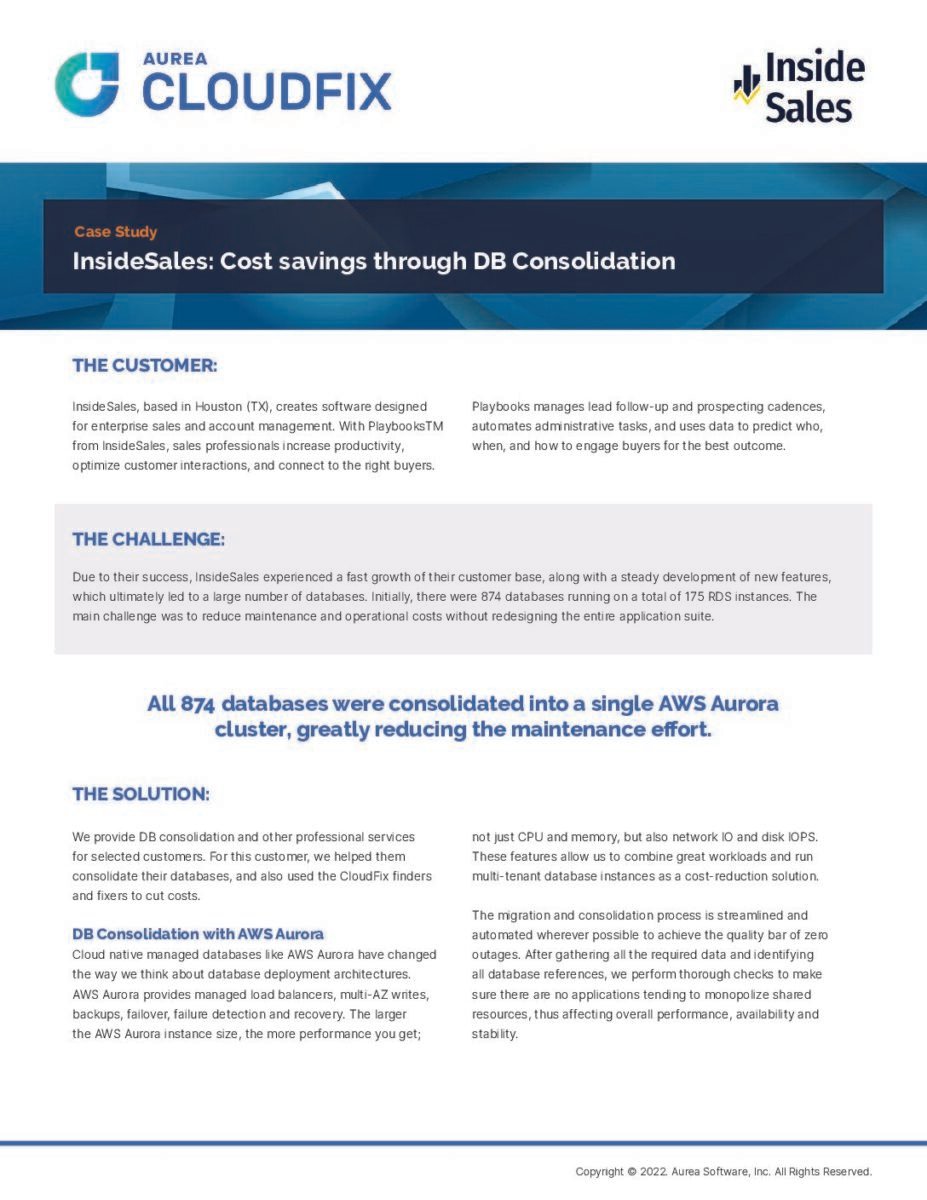 AUREA
CLOUDFIX
Inside
Sales
Case Study
InsideSales: Cost savings through DB Consolidation
THE CUSTOMER:
InsideSales, based in Houston (TX), creates software designed
for enterprise sales and account management. With PlaybooksTM
from InsideSales, sales professionals increase productivity,
optimize customer interactions, and connect to the right buyers.
Playbooks manages lead follow-up and prospecting cadences,
automates administrative tasks, and uses data to predict who,
when, and how to engage buyers for the best outcome.
THE CHALLENGE:
Due to their success, InsideSales experienced a fast growth of their customer base, along with a steady development of new features,
which ultimately led to a large number of databases. Initially, there were 874 databases running on a total of 175 RDS instances. The
main challenge was to reduce maintenance and operational costs without redesigning the entire application suite.
All 874 databases were consolidated into a single AWS Aurora
cluster, greatly reducing the maintenance effort.
THE SOLUTION:
We provide DB consolidation and other professional services
for selected customers. For this customer, we helped them
consolidate their databases, and also used the CloudFix finders
and fixers to cut costs.
DB Consolidation with AWS Aurora
Cloud native managed databases like AWS Aurora have changed
the way we think about database deployment architectures.
AWS Aurora provides managed load balancers, multi-AZ writes,
backups, failover, failure detection and recovery. The larger
the AWS Aurora instance size, the more performance you get;
not just CPU and memory, but also network IO and disk IOPS.
These features allow us to combine great workloads and run
multi-tenant database instances as a cost-reduction solution.
The migration and consolidation process is streamlined and
automated wherever possible to achieve the quality bar of zero
outages. After gathering all the required data and identifying
all database references, we perform thorough checks to make
sure there are no applications tending to monopolize shared
resources, thus affecting overall performance, availability and
stability.
Copyright © 2022. Aurea Software, Inc. All Rights Reserved.